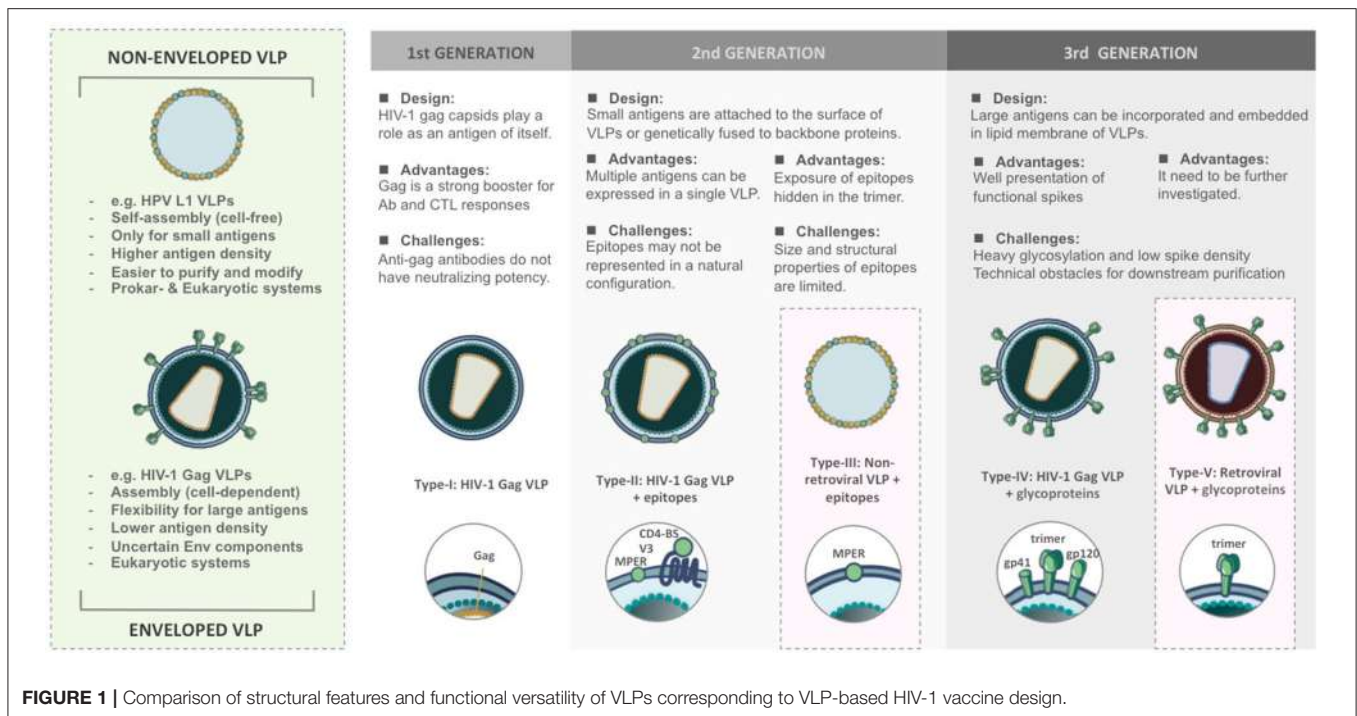 NON-ENVELOPED VLP
- e.g. HPV L1 VLPs
- Self-assembly (cell-free)
- Only for small antigens
- Higher antigen density
- Easier to purify and modify
- Prokar- & Eukaryotic systems
- e.g. HIV-1 Gag VLPs
- Assembly (cell-dependent)
- Flexibility for large antigens
- Lower antigen density
- Uncertain Env components
- Eukaryotic systems
ENVELOPED VLP
1st GENERATION
■ Design:
HIV-1 gag capsids play a
role as an antigen of itself.
■ Advantages:
Gag is a strong booster for
Ab and CTL responses
■ Challenges:
Anti-gag antibodies do not
have neutralizing potency.
Type-I: HIV-1 Gag VLP
Gag
2nd GENERATION
■ Design:
Small antigens are attached to the surface of
VLPs or genetically fused to backbone proteins.
■ Advantages:
Multiple antigens can be
expressed in a single VLP.
■ Challenges:
Epitopes may not be
represented in a natural
configuration.
Type-II: HIV-1 Gag VLP
+ epitopes
CD4-BS
V3
MPER
■ Advantages:
Exposure of epitopes
hidden in the trimer.
■ Challenges:
Size and structural
properties of epitopes
are limited.
Type-III: Non-
retroviral VLP +
epitopes
MPER
3rd GENERATION
■ Design:
Large antigens can be incorporated and embedded
in lipid membrane of VLPs.
■ Advantages:
Well presentation of
functional spikes
■ Advantages:
It need to be further
investigated.
■ Challenges:
Heavy glycosylation and low spike density
Technical obstacles for downstream purification
Type-IV: HIV-1 Gag VLP
+ glycoproteins
trimer
gp41
gp120
Type-V: Retroviral
VLP + glycoproteins
trimer
FIGURE 1 | Comparison of structural features and functional versatility of VLPs corresponding to VLP-based HIV-1 vaccine design.